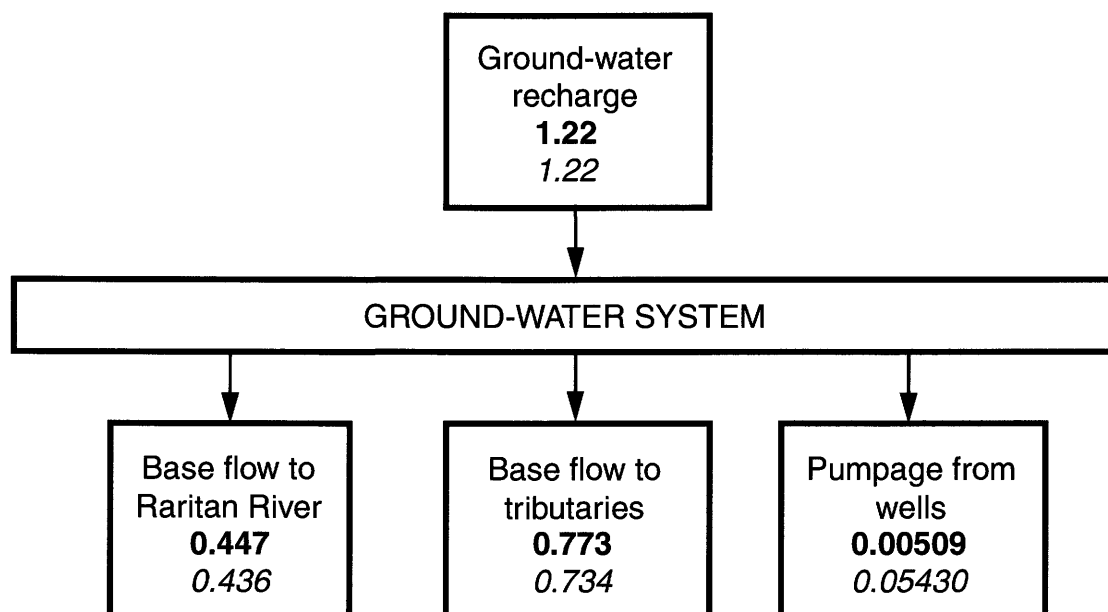 Ground-water
recharge
1.22
1.22
GROUND-WATER SYSTEM
Base flow to
Raritan River
0.447
0.436
Base flow to
tributaries
0.773
0.734
Pumpage from
wells
0.00509
0.05430